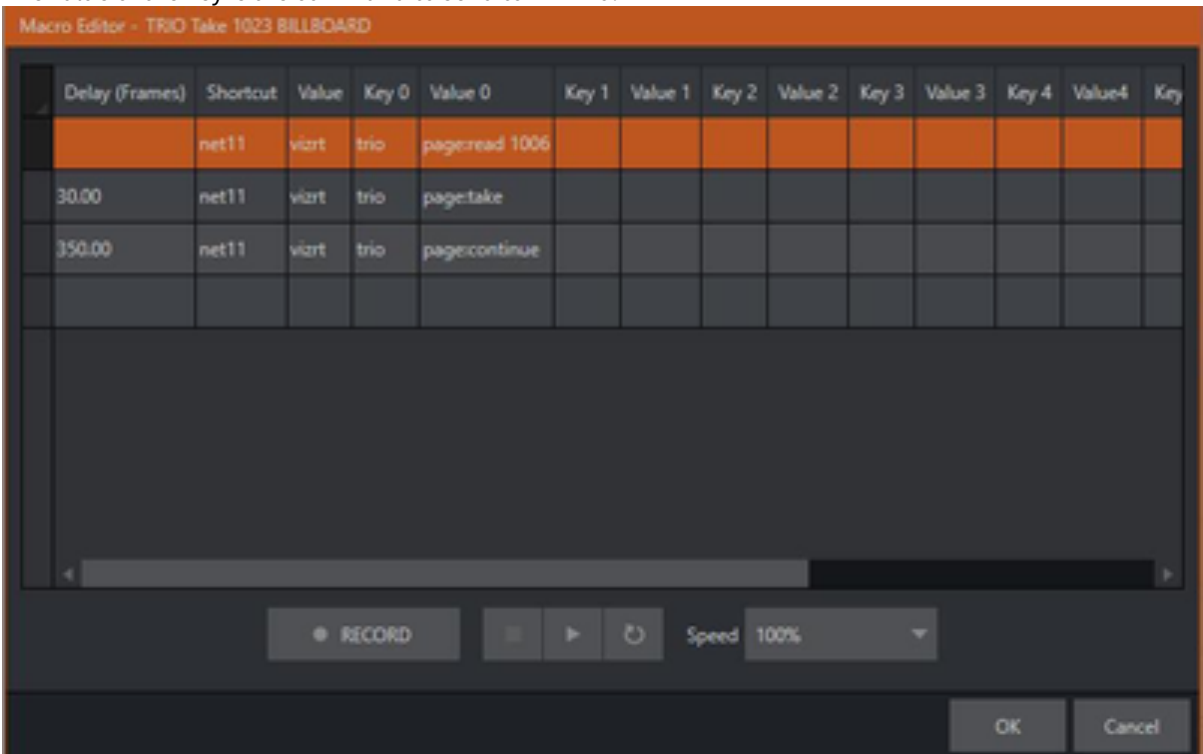 Macro Editor - TRIO Take 1023 BILLBOARD
Delay (Frames) Shortcut Value Key 0 Value 0 Key 1 Value 1 Key 2 Value 2 Key 3 Value 3 Key 4 Value4 Key
net11 vizrt trio page:read 1006
30.00 net11 vizrt trio page:take
350.00 net11 vizrt trio page:continue
RECORD Speed 100%
OK Cancel